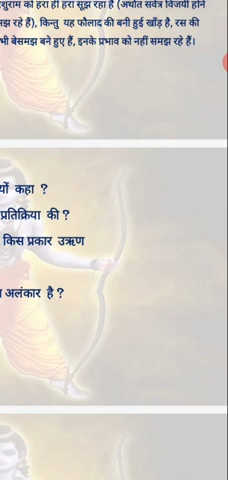 को हरा ही हरा सूझ रहा है (अर्थात सर्वत्र विजयी होने
रहे हैं), किन्तु यह फौलाद की बनी हुई खाँड़ है, रस की
भी बेसमझ बने हुए हैं, इनके प्रभाव को नहीं समझ रहे हैं।
कहा ?
प्रतिक्रिया की ?
किस प्रकार उऋण
अलंकार है ?